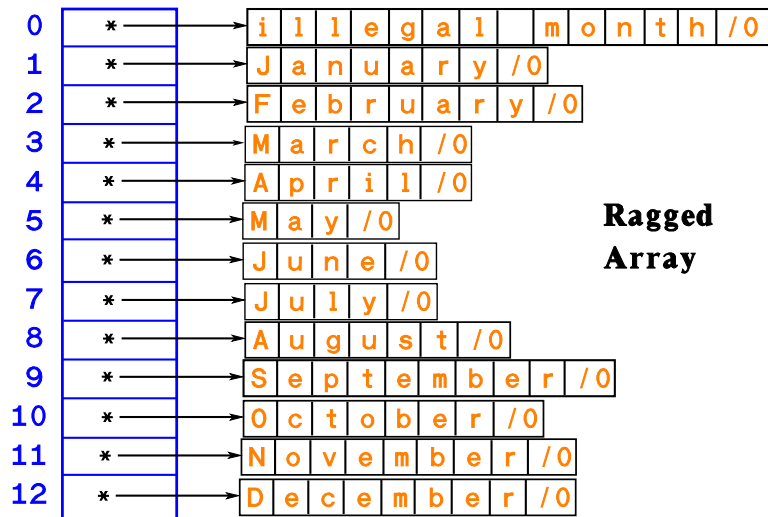 0 * illegal month/0
1 * January/0
2 * February/0
3 * March/0
4 * April/0
5 * May/0
6 * June/0
7 * July/0
8 * August/0
9 * September/0
10 * October/0
11 * November/0
12 * December/0
Ragged
Array